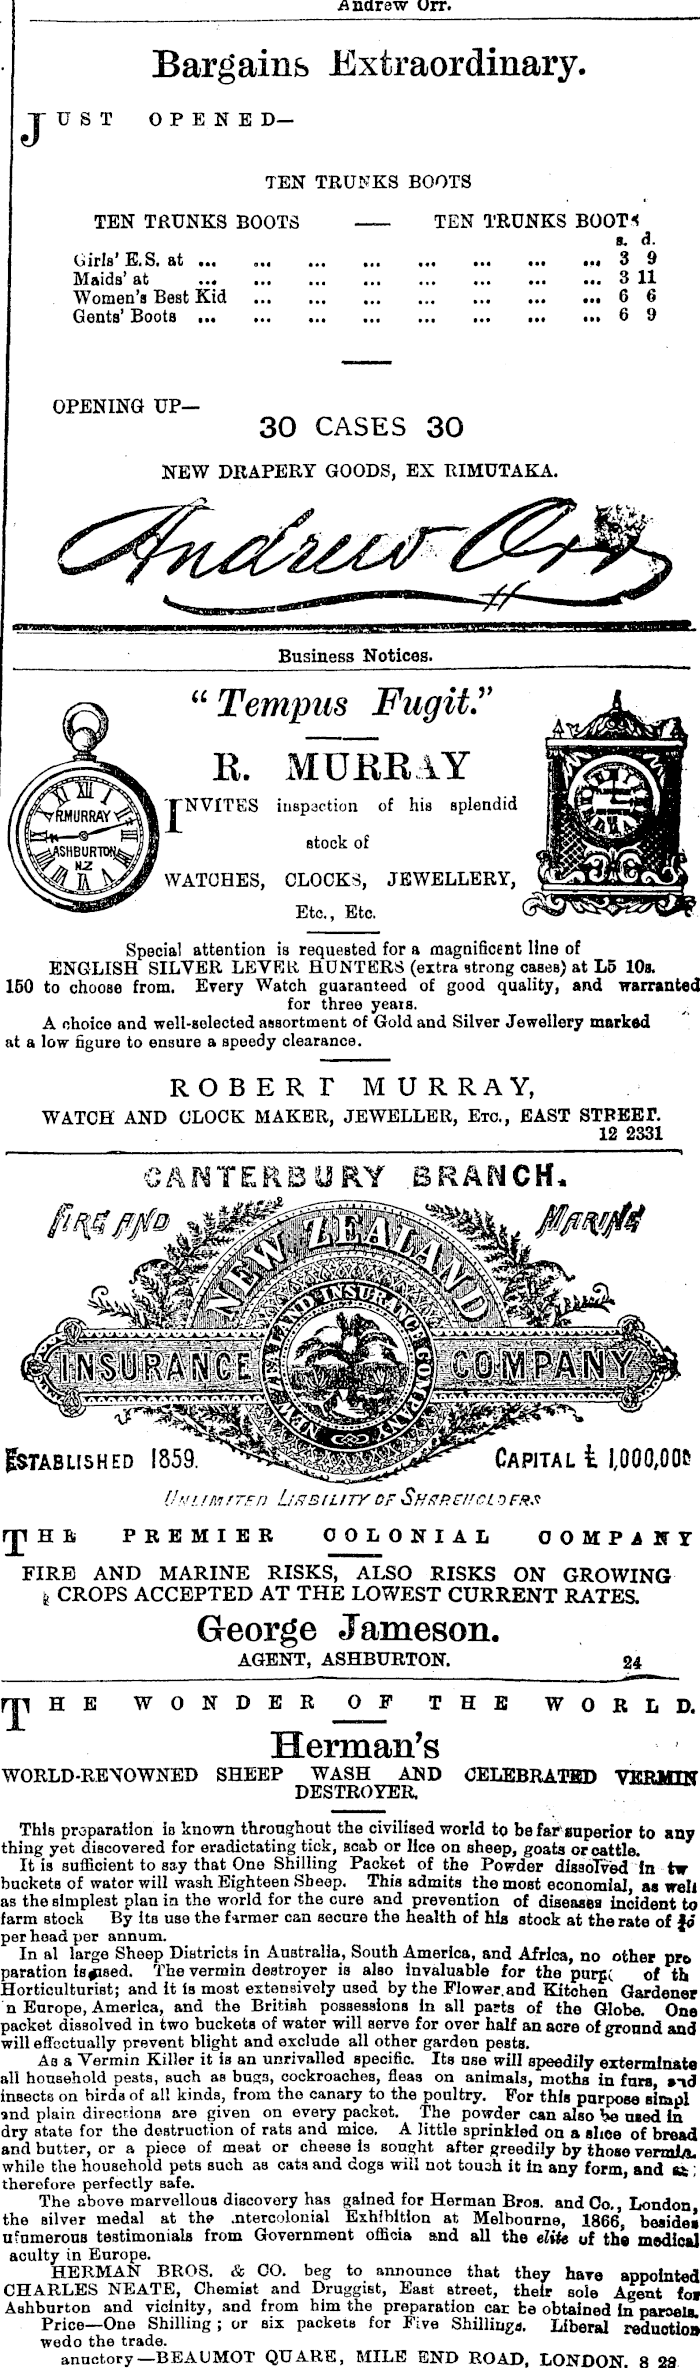 Andrew Orr.
Bargains Extraordinary.
JUST OPENED—
TEN TRUNKS BOOTS
TEN TRUNKS BOOTS — TEN TRUNKS BOOTS
s. d.
Girls' E.S. at ... ... ... ... ... ... ... ... 3 9
Maids' at ... ... ... ... ... ... ... ... 3 11
Women's Best Kid ... ... ... ... ... ... ... 6 6
Gents' Boots ... ... ... ... ... ... ... ... 6 9
OPENING UP—
30 CASES 30
NEW DRAPERY GOODS, EX RIMUTAKA.
Andrew Orr
Business Notices.
"Tempus Fugit."
R. MURRAY
R. MURRAY
ASHBURTON
N.Z
INVITES inspection of his splendid
stock of
WATCHES, CLOCKS, JEWELLERY,
Etc., Etc.
Special attention is requested for a magnificent line of
ENGLISH SILVER LEVER HUNTERS (extra strong cases) at L5 10s.
150 to choose from. Every Watch guaranteed of good quality, and warranted
for three years.
A choice and well-selected assortment of Gold and Silver Jewellery marked
at a low figure to ensure a speedy clearance.
ROBERT MURRAY,
WATCH AND CLOCK MAKER, JEWELLER, ETC., EAST STREET.
12 2331
CANTERBURY BRANCH.
FIRE AND MARINE
NEW ZEALAND
INSURANCE COMPANY
NEW ZEALAND INSURANCE COMPANY
ESTABLISHED 1859. CAPITAL £1,000,000
UNLIMITED LIABILITY OF SHAREHOLDERS
THE PREMIER COLONIAL COMPANY
FIRE AND MARINE RISKS, ALSO RISKS ON GROWING
CROPS ACCEPTED AT THE LOWEST CURRENT RATES.
George Jameson.
AGENT, ASHBURTON. 24
THE WONDER OF THE WORLD.
Herman's
WORLD-RENOWNED SHEEP WASH AND CELEBRATED VERMIN
DESTROYER.
This preparation is known throughout the civilised world to be far superior to any
thing yet discovered for eradictating tick, scab or lice on sheep, goats or cattle.
It is sufficient to say that One Shilling Packet of the Powder dissolved in tw
buckets of water will wash Eighteen Sheep. This admits the most economial, as well
as the simplest plan in the world for the cure and prevention of diseases incident to
farm stock By its use the farmer can secure the health of his stock at the rate of
per head per annum.
In al large Sheep Districts in Australia, South America, and Africa, no other pre
paration is used. The vermin destroyer is also invaluable for the purp of th
Horticulturist; and it is most extensively used by the Flower and Kitchen Gardener
n Europe, America, and the British possessions in all parts of the Globe. One
packet dissolved in two buckets of water will serve for over half an acre of ground and
will effectually prevent blight and exclude all other garden pests.
As a Vermin Killer it is an unrivalled specific. Its use will speedily exterminate
all household pests, such as bugs, cockroaches, fleas on animals, moths in furs, and
insects on birds of all kinds, from the canary to the poultry. For this purpose simpl
and plain directions are given on every packet. The powder can also be used in
dry state for the destruction of rats and mice. A little sprinkled on a slice of bread
and butter, or a piece of meat or cheese is sought after greedily by those vermin.
while the household pets such as cats and dogs will not touch it in any form, and
therefore perfectly safe.
The above marvellous discovery has gained for Herman Bros. and Co., London,
the silver medal at the ntercolonial Exhibition at Melbourne, 1866, besides
numerous testimonials from Government officia and all the elite of the medical
aculty in Europe.
HERMAN BROS. & CO. beg to announce that they have appointed
CHARLES NEATE, Chemist and Druggist, East street, their sole Agent for
Ashburton and vicinity, and from him the preparation car be obtained in parcels.
Price—One Shilling; or six packets for Five Shillings. Liberal reduction
wedo the trade.
anuctory—BEAUMOT QUARE, MILE END ROAD, LONDON. 8 28